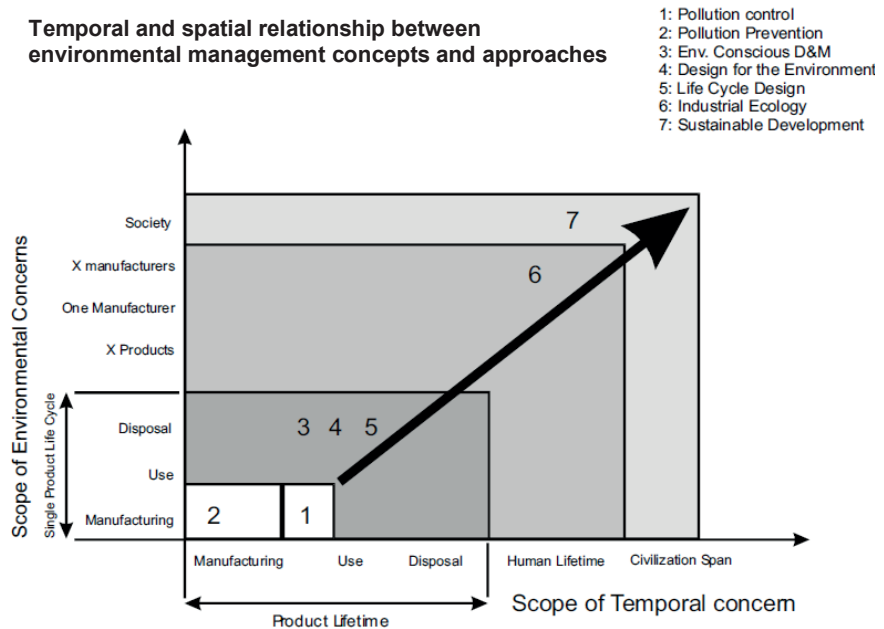 Temporal and spatial relationship between
environmental management concepts and approaches
1: Pollution control
2: Pollution Prevention
3: Env. Conscious D&M
4: Design for the Environment
5: Life Cycle Design
6: Industrial Ecology
7: Sustainable Development
Scope of Environmental Concerns
Single Product Life Cycle
Society
X manufacturers
One Manufacturer
X Products
Disposal
Use
Manufacturing
7
6
3 4 5
2 1
Manufacturing Use Disposal Human Lifetime Civilization Span
Product Lifetime
Scope of Temporal concern